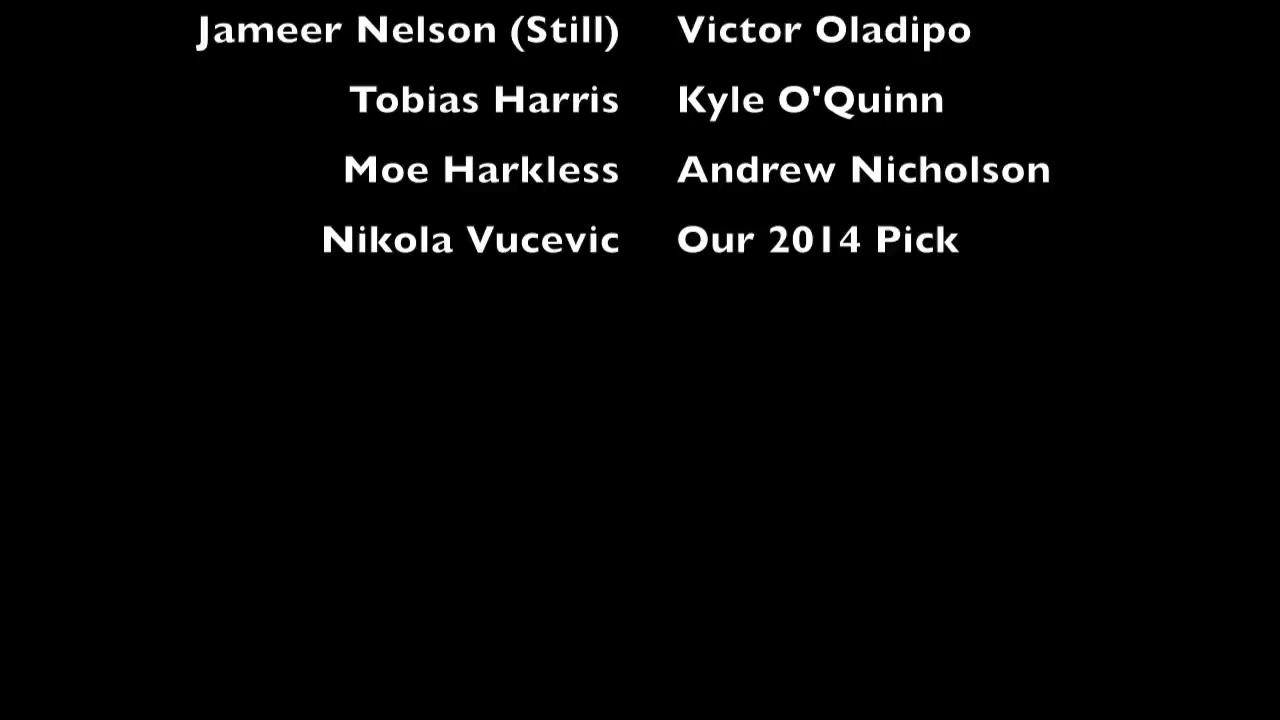 Jameer Nelson (Still) Victor Oladipo
Tobias Harris Kyle O'Quinn
Moe Harkless Andrew Nicholson
Nikola Vucevic Our 2014 Pick